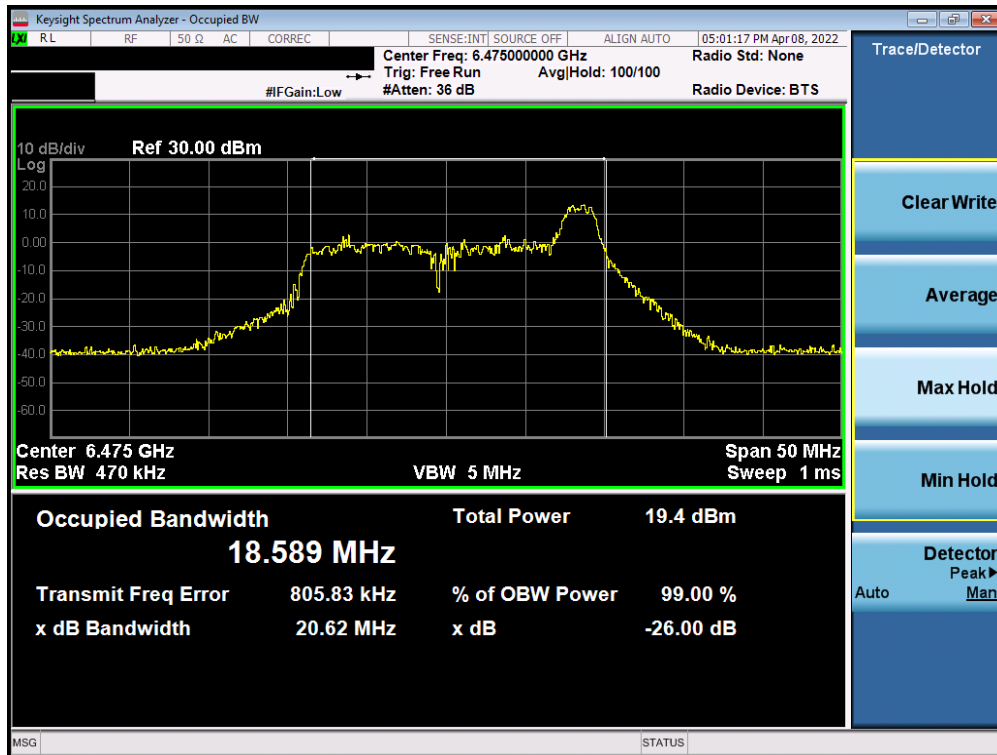 Keysight Spectrum Analyzer - Occupied BW
LXI RL RF 50 Ω AC CORREC SENSE:INT SOURCE OFF ALIGN AUTO 05:01:17 PM Apr 08, 2022
Center Freq: 6.475000000 GHz Radio Std: None
Trig: Free Run Avg|Hold: 100/100
#IFGain:Low #Atten: 36 dB Radio Device: BTS
Trace/Detector
10 dB/div Ref 30.00 dBm
Log
20.0
10.0
0.00
-10.0
-20.0
-30.0
-40.0
-50.0
-60.0
Center 6.475 GHz Span 50 MHz
Res BW 470 kHz VBW 5 MHz Sweep 1 ms
Occupied Bandwidth Total Power 19.4 dBm
18.589 MHz
Transmit Freq Error 805.83 kHz % of OBW Power 99.00 %
x dB Bandwidth 20.62 MHz x dB -26.00 dB
Clear Write
Average
Max Hold
Min Hold
Detector
Peak▶
Auto Man
MSG STATUS